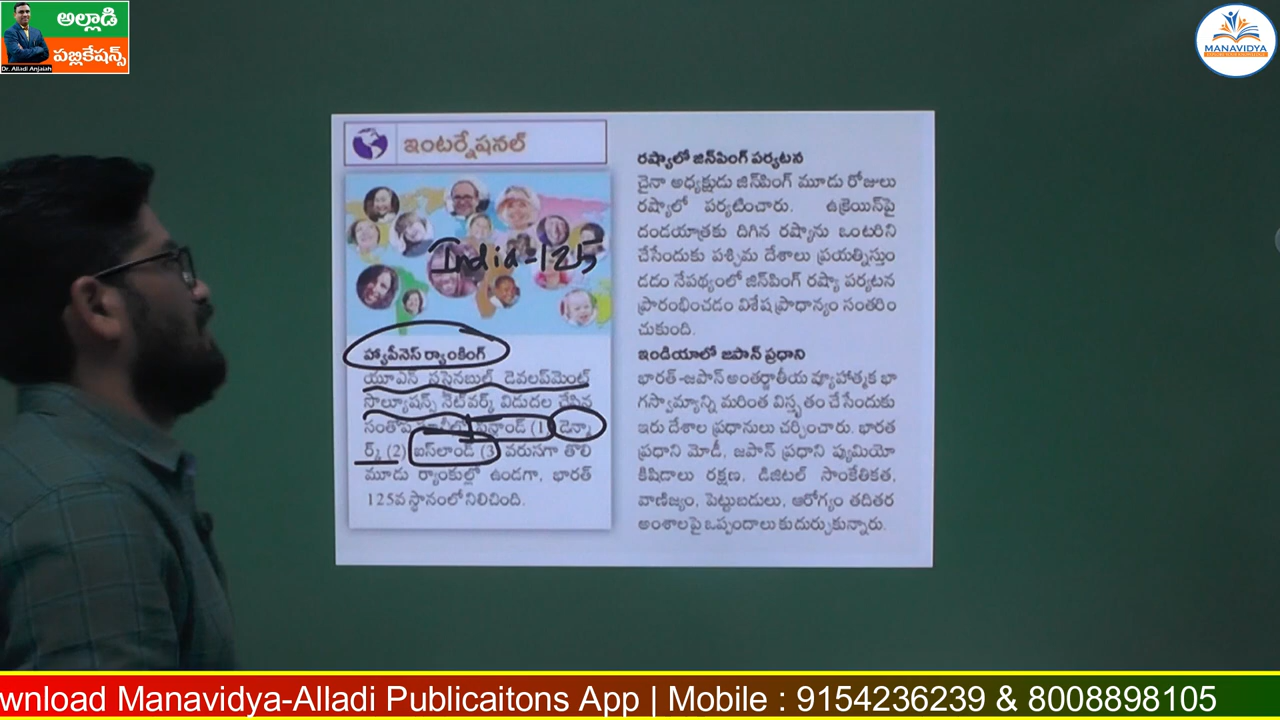 అల్లాడి
పబ్లికేషన్స్
Dr. Alladi Anjaiah
MANAVIDYA
ఇంటర్నేషనల్
India = 125
హ్యాపీనెస్ ర్యాంకింగ్
యూఎన్ సస్టైనబుల్ డెవలప్‌మెంట్
సొల్యూషన్స్ నెట్‌వర్క్ విడుదల చేసిన
ఫిన్లాండ్ (1) డెన్మా
ర్క్ (2) ఐస్‌లాండ్ (3) వరుసగా తొలి
మూడు ర్యాంకుల్లో ఉండగా, భారత్
125వ స్థానంలో నిలిచింది.
రష్యాలో జిన్‌పింగ్ పర్యటన
చైనా అధ్యక్షుడు జిన్‌పింగ్ మూడు రోజులు
రష్యాలో పర్యటించారు. ఉక్రెయిన్‌పై
దండయాత్రకు దిగిన రష్యాను ఒంటరిని
చేసేందుకు పశ్చిమ దేశాలు ప్రయత్నిస్తుం
డడం నేపథ్యంలో జిన్‌పింగ్ రష్యా పర్యటన
ప్రారంభించడం విశేష ప్రాధాన్యం సంతరిం
చుకుంది.
ఇండియాలో జపాన్ ప్రధాని
భారత్-జపాన్ అంతర్జాతీయ వ్యూహాత్మక భా
గస్వామ్యాన్ని మరింత విస్తృతం చేసేందుకు
ఇరు దేశాల ప్రధానులు చర్చించారు. భారత
ప్రధాని మోడీ, జపాన్ ప్రధాని ఫ్యుమియో
కిషిదాలు రక్షణ, డిజిటల్ సాంకేతికత,
వాణిజ్యం, పెట్టుబడులు, ఆరోగ్యం తదితర
అంశాలపై ఒప్పందాలు కుదుర్చుకున్నారు.
wnload Manavidya-Alladi Publicaitons App | Mobile : 9154236239 & 8008898105